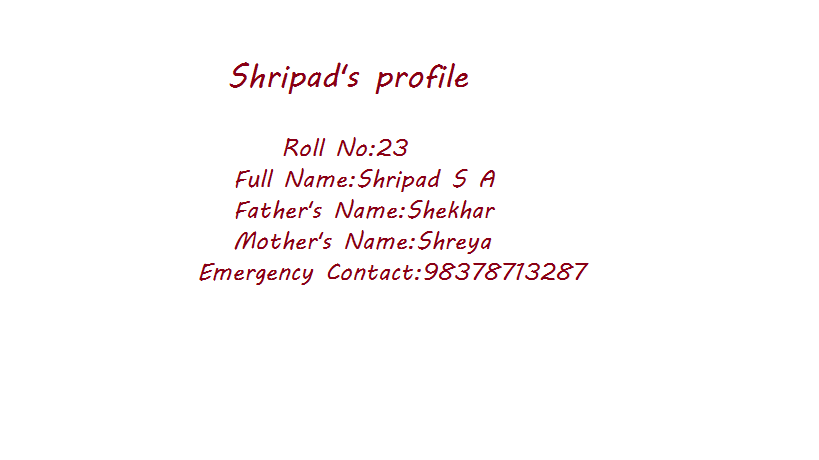 Shripad's profile
Roll No:23
Full Name:Shripad S A
Father's Name:Shekhar
Mother's Name:Shreya
Emergency Contact:98378713287